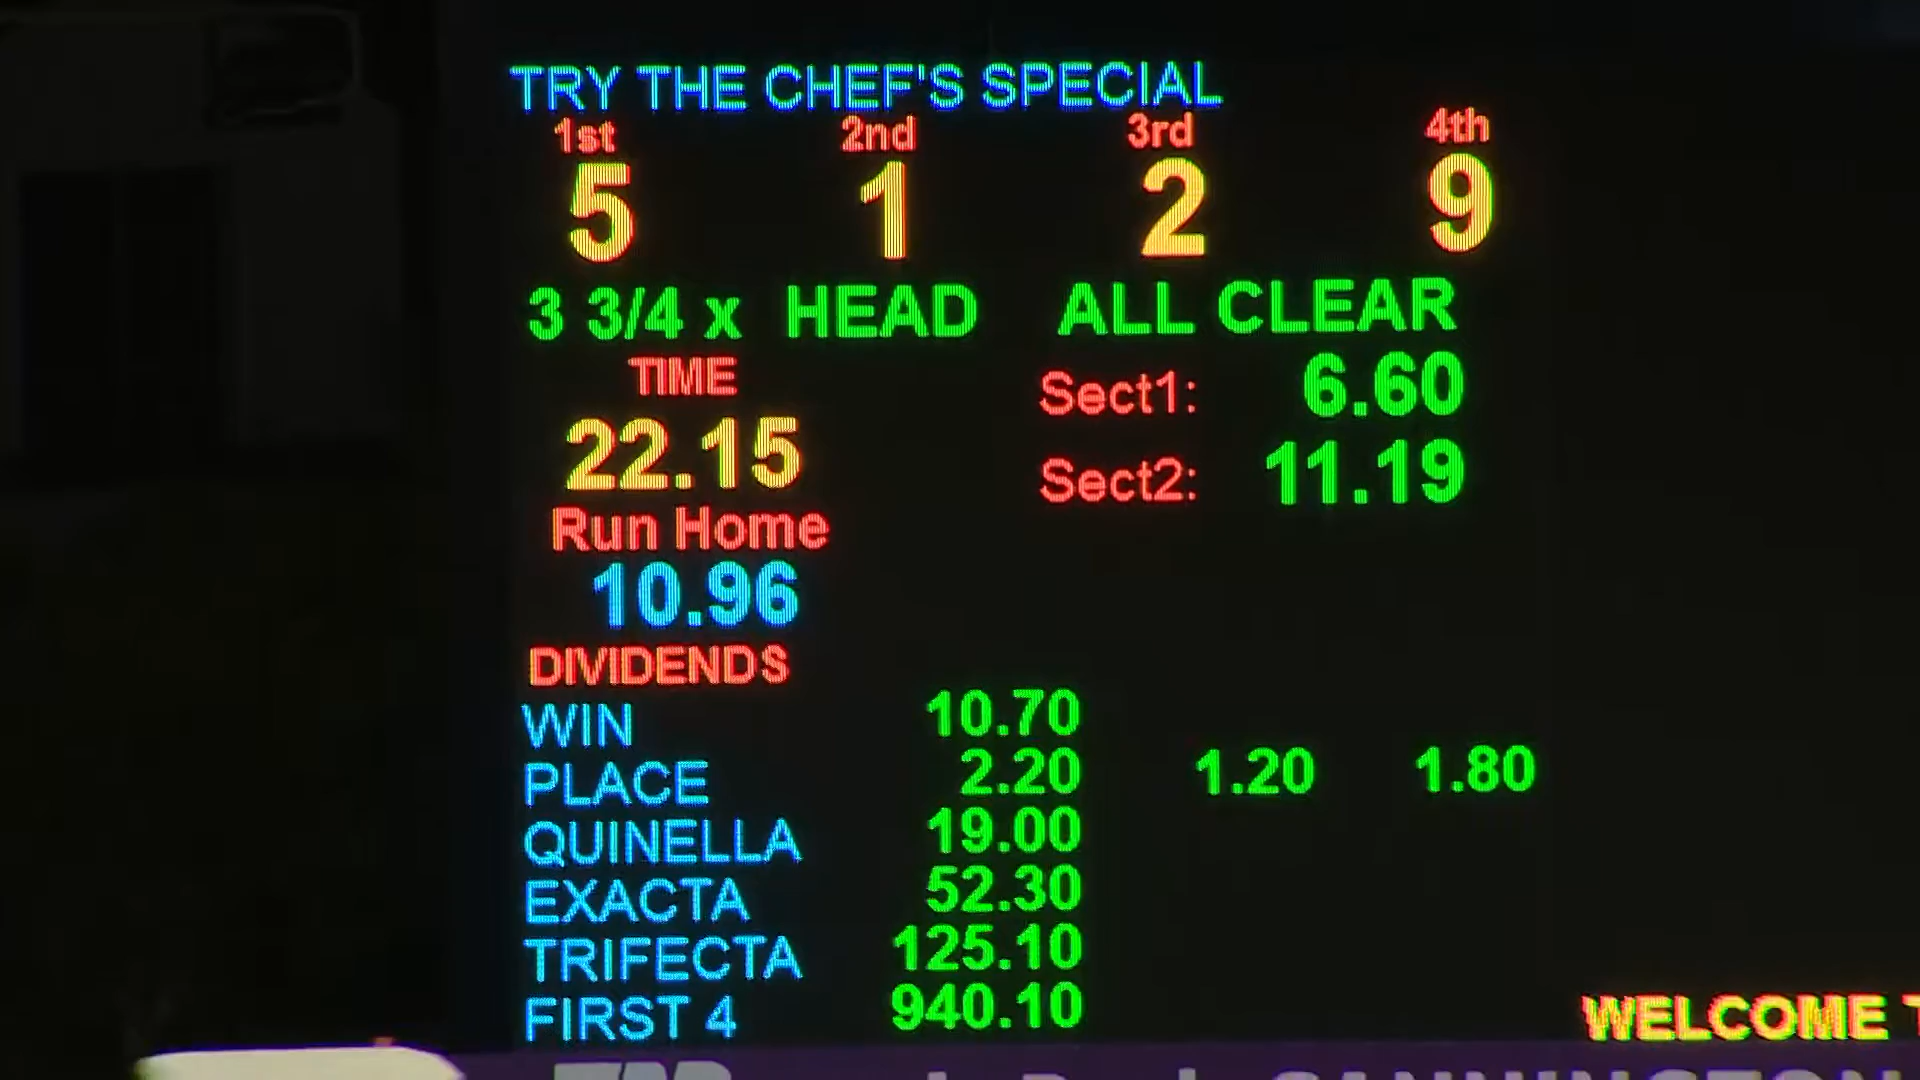 TRY THE CHEF'S SPECIAL
1st 2nd 3rd 4th
5 1 2 9
3 3/4 x HEAD ALL CLEAR
TIME
Sect1: 6.60
22.15
Sect2: 11.19
Run Home
10.96
DIVIDENDS
WIN 10.70
PLACE 2.20 1.20 1.80
QUINELLA 19.00
EXACTA 52.30
TRIFECTA 125.10
FIRST 4 940.10
WELCOME